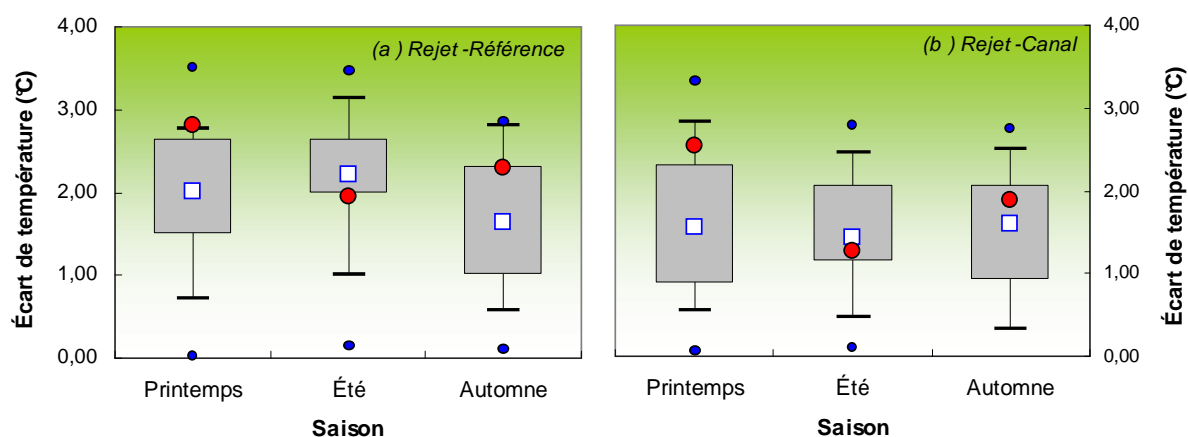 Écart de température (°C)
4,00
3,00
2,00
1,00
0,00
(a ) Rejet -Référence
Printemps Été Automne
Saison
(b ) Rejet -Canal
4,00
3,00
2,00
1,00
0,00
Écart de température (°C)
Printemps Été Automne
Saison